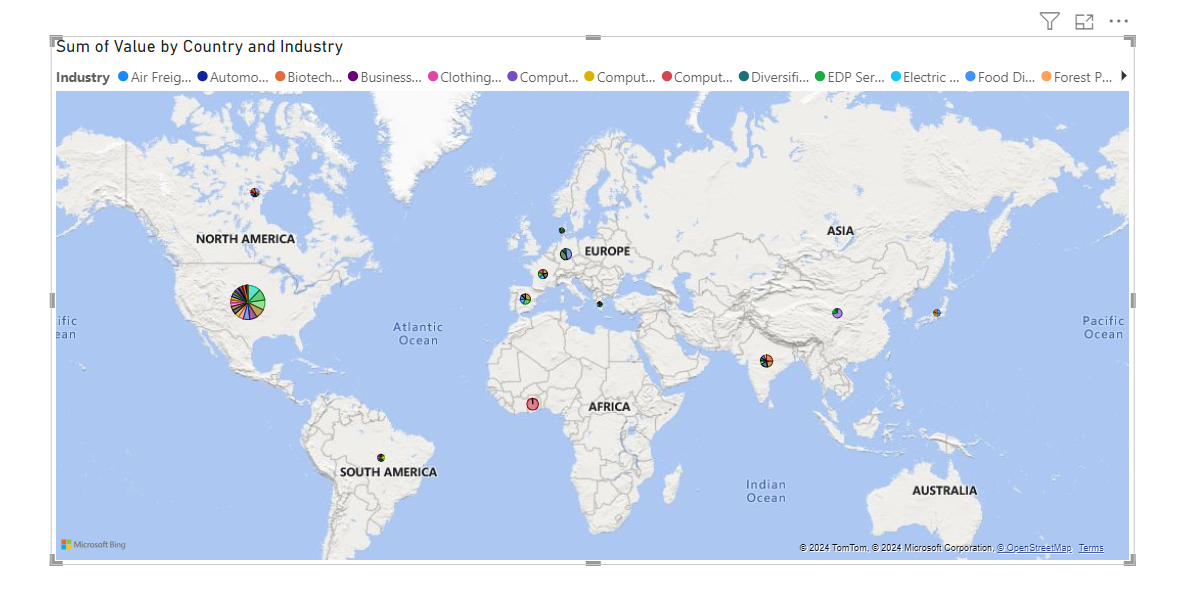 Sum of Value by Country and Industry
Industry Air Freig... Automo... Biotech... Business... Clothing... Comput... Comput... Comput... Diversifi... EDP Ser... Electric ... Food Di... Forest P...
NORTH AMERICA
ASIA
EUROPE
ific
ean
Atlantic
Ocean
Pacific
Ocean
AFRICA
SOUTH AMERICA
Indian
Ocean
AUSTRALIA
Microsoft Bing
© 2024 TomTom, © 2024 Microsoft Corporation, © OpenStreetMap Terms